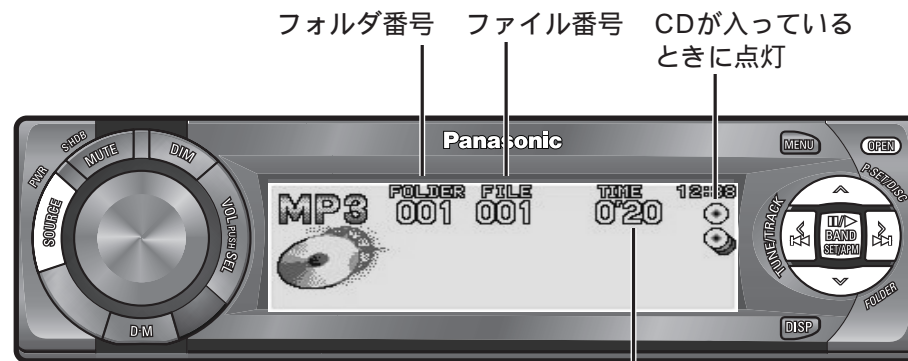 フォルダ番号 ファイル番号 CDが入っている
ときに点灯
Panasonic
MENU
OPEN
PWR
S·HDB
MUTE
DIM
SOURCE
VOL PUSH SEL
D·M
MP3
FOLDER
001
FILE
001
TIME
0'20
12:38
P·SET/DISC
TUNE/TRACK
BAND
SET/APM
FOLDER
DISP